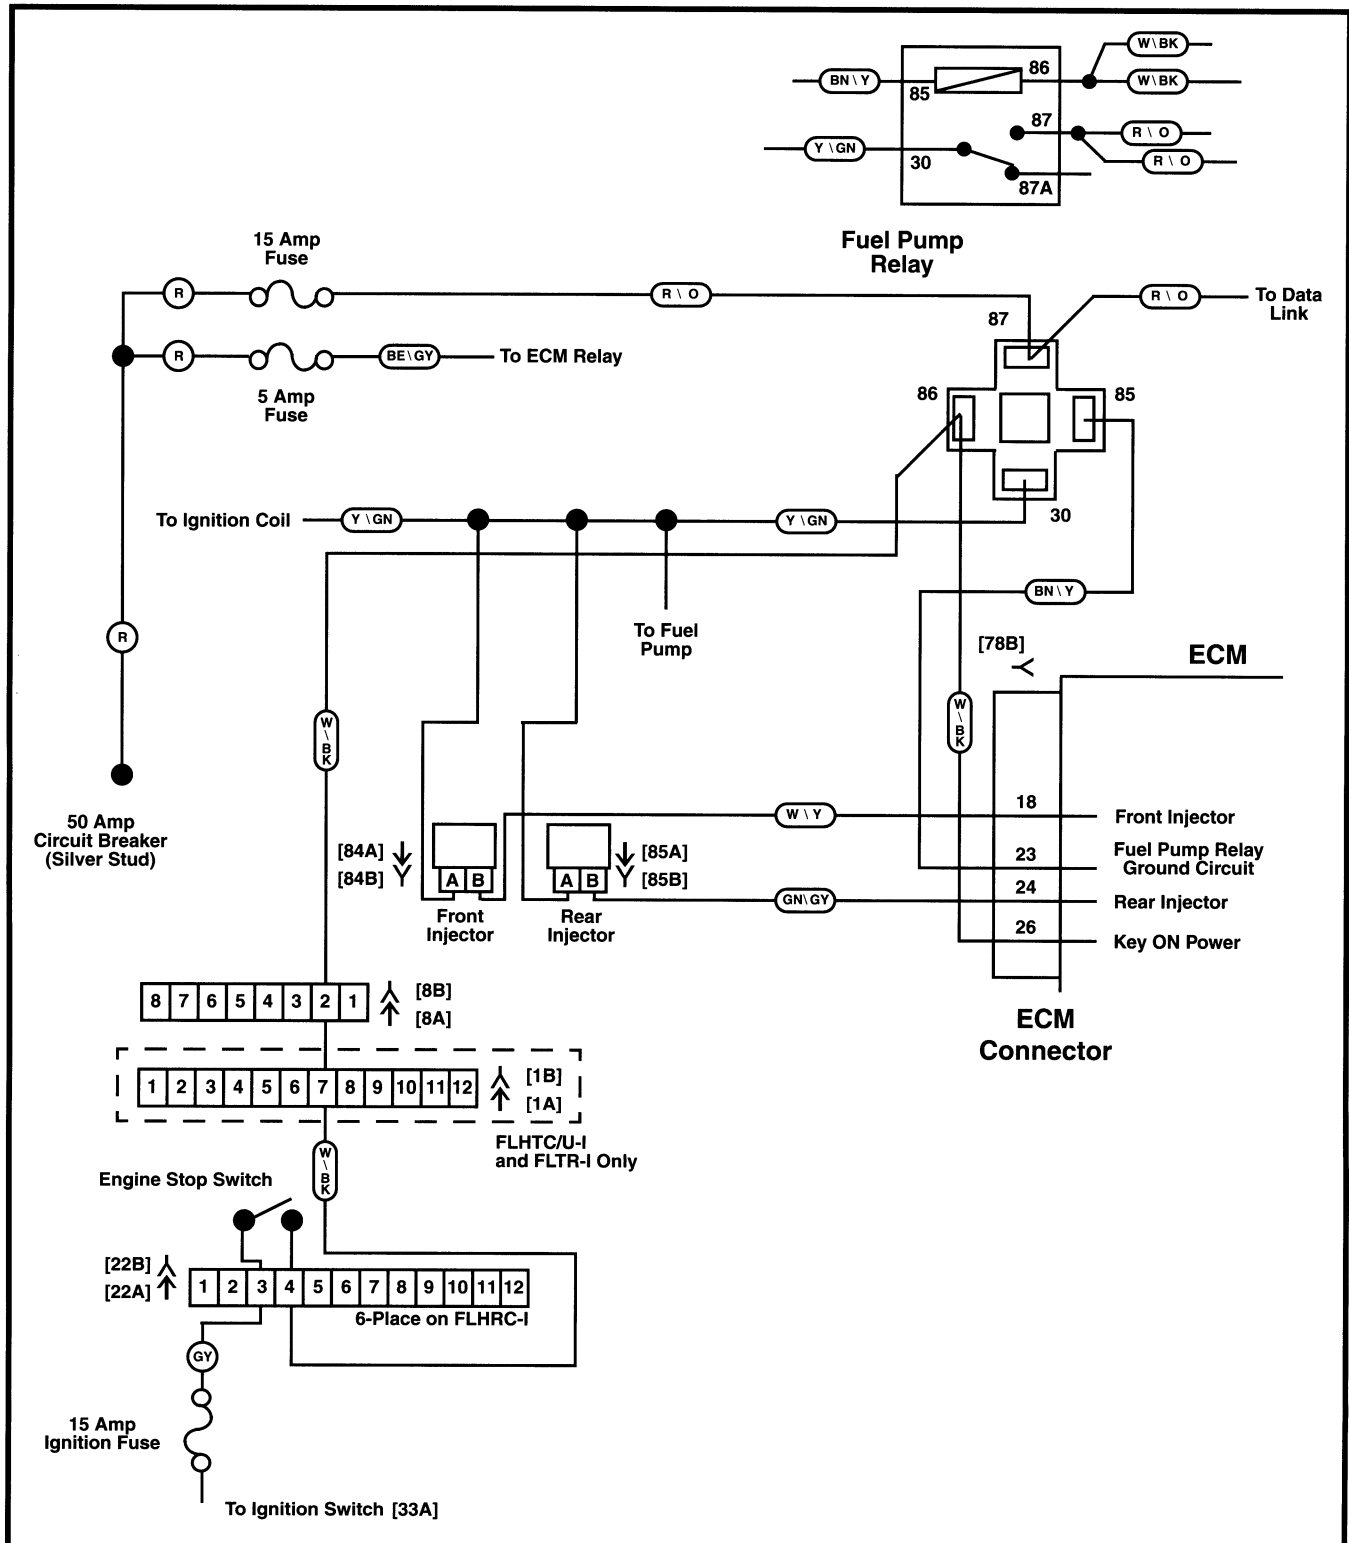 W\BK
BN\Y
86
W\BK
85
87
R \ O
Y \GN
30
R \ O
87A
Fuel Pump
Relay
15 Amp
Fuse
R
R \ O
R \ O
To Data
Link
87
R
BE\GY
To ECM Relay
5 Amp
Fuse
86
85
To Ignition Coil
Y \GN
Y \GN
30
BN\Y
R
To Fuel
Pump
[78B]
ECM
W\BK
W\BK
50 Amp
Circuit Breaker
(Silver Stud)
W\Y
18
Front Injector
[84A]
[84B]
[85A]
[85B]
A B
A B
23
Fuel Pump Relay
Ground Circuit
GN\GY
24
Rear Injector
Front
Injector
Rear
Injector
26
Key ON Power
8 7 6 5 4 3 2 1
[8B]
[8A]
ECM
Connector
1 2 3 4 5 6 7 8 9 10 11 12
[1B]
[1A]
FLHTC/U-I
and FLTR-I Only
W\BK
Engine Stop Switch
[22B]
[22A]
1 2 3 4 5 6 7 8 9 10 11 12
6-Place on FLHRC-I
GY
15 Amp
Ignition Fuse
To Ignition Switch [33A]